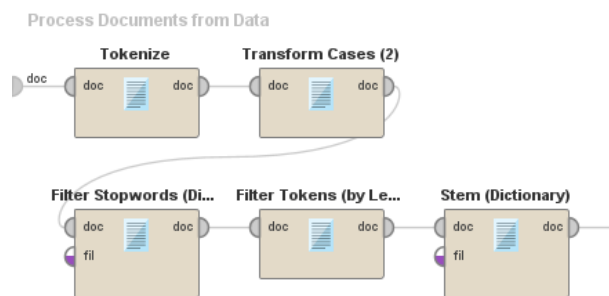 Process Documents from Data
Tokenize
Transform Cases (2)
doc
doc doc
doc doc
Filter Stopwords (Di...
Filter Tokens (by Le...
Stem (Dictionary)
doc doc
fil
doc doc
doc doc
fil